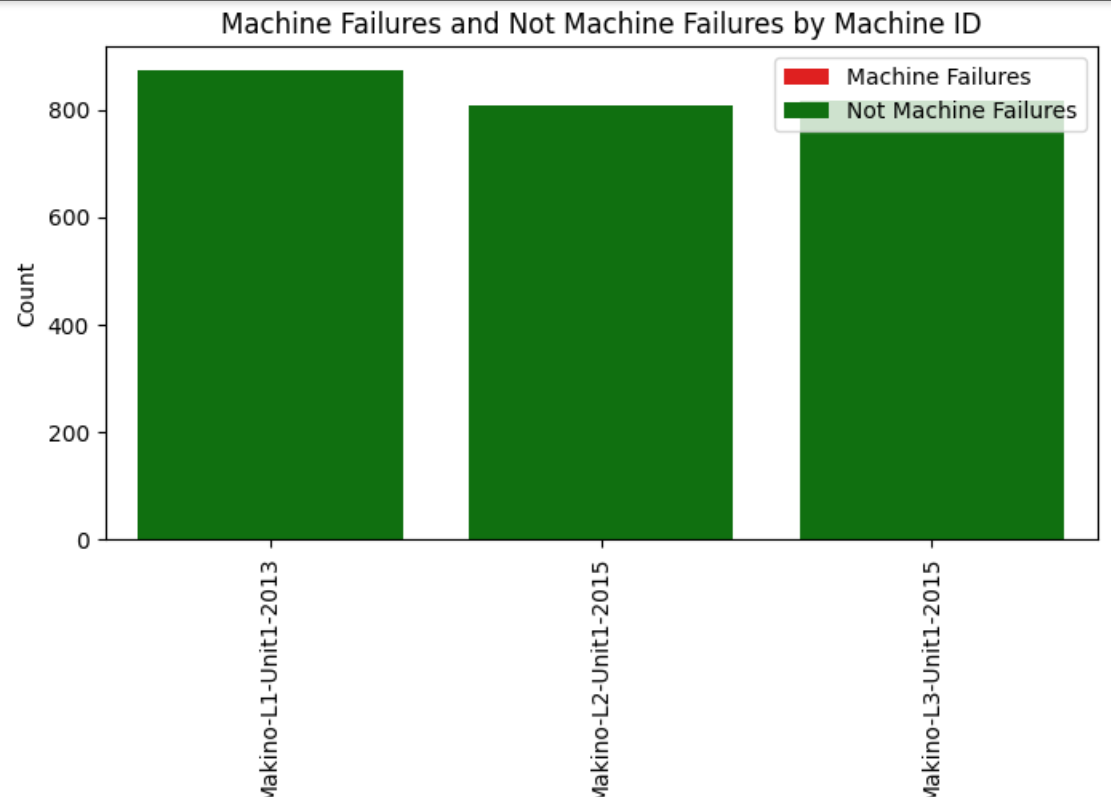 Machine Failures and Not Machine Failures by Machine ID
Machine Failures
Not Machine Failures
800
600
400
200
0
Count
Makino-L1-Unit1-2013
Makino-L2-Unit1-2015
Makino-L3-Unit1-2015